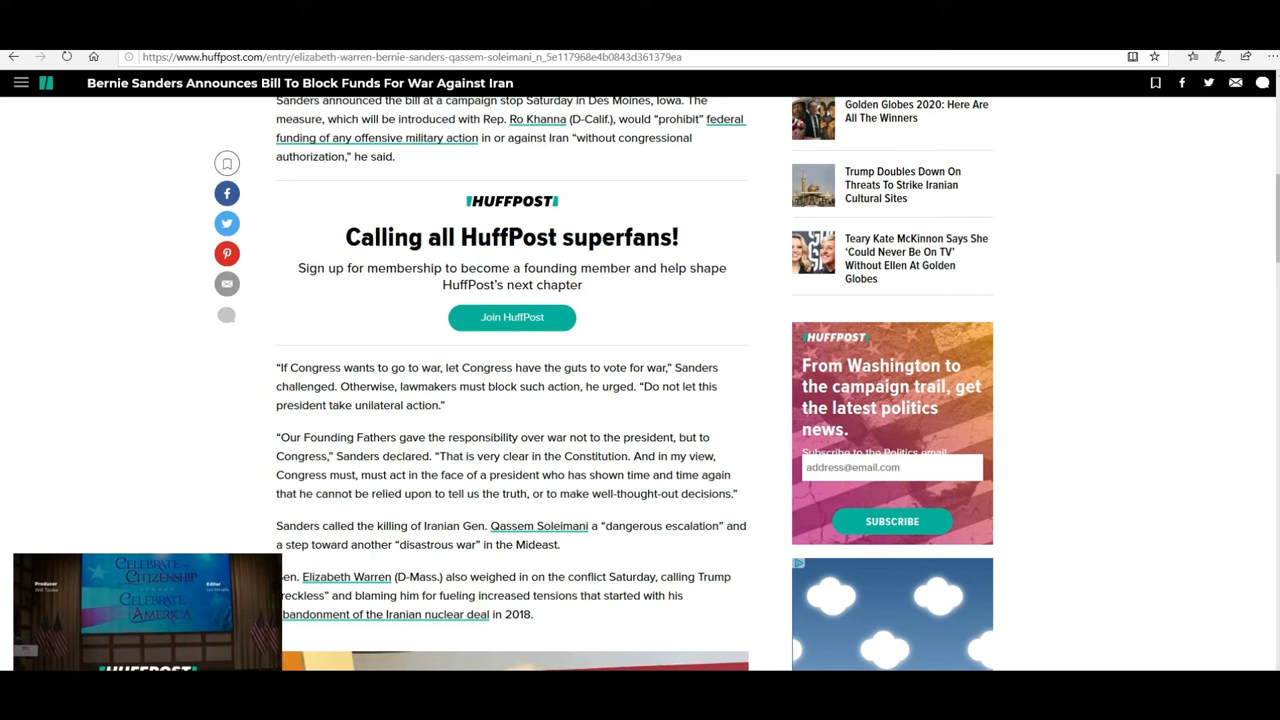 https://www.huffpost.com/entry/elizabeth-warren-bernie-sanders-qassem-soleimani_n_5e117968e4b0843d361379ea
Bernie Sanders Announces Bill To Block Funds For War Against Iran
Sanders announced the bill at a campaign stop Saturday in Des Moines, Iowa. The
measure, which will be introduced with Rep. Ro Khanna (D-Calif.), would “prohibit” federal
funding of any offensive military action in or against Iran “without congressional
authorization,” he said.
HUFFPOST
Calling all HuffPost superfans!
Sign up for membership to become a founding member and help shape
HuffPost’s next chapter
Join HuffPost
“If Congress wants to go to war, let Congress have the guts to vote for war,” Sanders
challenged. Otherwise, lawmakers must block such action, he urged. “Do not let this
president take unilateral action.”
“Our Founding Fathers gave the responsibility over war not to the president, but to
Congress,” Sanders declared. “That is very clear in the Constitution. And in my view,
Congress must, must act in the face of a president who has shown time and time again
that he cannot be relied upon to tell us the truth, or to make well-thought-out decisions.”
Sanders called the killing of Iranian Gen. Qassem Soleimani a “dangerous escalation” and
a step toward another “disastrous war” in the Mideast.
en. Elizabeth Warren (D-Mass.) also weighed in on the conflict Saturday, calling Trump
reckless” and blaming him for fueling increased tensions that started with his
bandonment of the Iranian nuclear deal in 2018.
Producer
Will Tooke
CELEBRATE
CITIZENSHIP
CELEBRATE
AMERICA
Editor
HUFFPOST
Golden Globes 2020: Here Are
All The Winners
Trump Doubles Down On
Threats To Strike Iranian
Cultural Sites
Teary Kate McKinnon Says She
‘Could Never Be On TV’
Without Ellen At Golden
Globes
HUFFPOST
From Washington to
the campaign trail, get
the latest politics
news.
Subscribe to the Politics email.
address@email.com
SUBSCRIBE